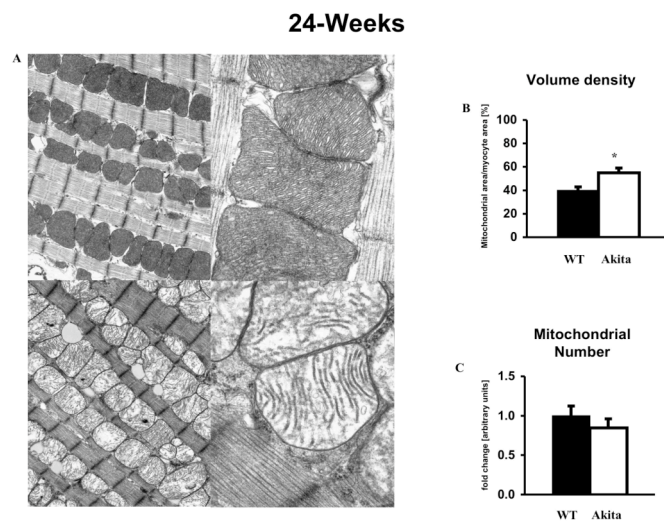 24-Weeks
A
Volume density
B
Mitochondrial area/myocyte area [%]
100
80
60
40
20
0
*
WT Akita
Mitochondrial
Number
C
fold change [arbitrary units]
1.5
1.0
0.5
0.0
WT Akita